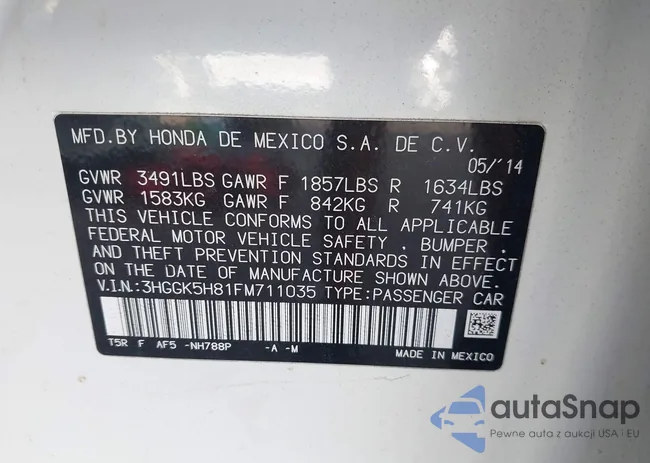 MFD.BY HONDA DE MEXICO S.A. DE C.V.
05/'14
GVWR 3491LBS GAWR F 1857LBS R 1634LBS
GVWR 1583KG GAWR F 842KG R 741KG
THIS VEHICLE CONFORMS TO ALL APPLICABLE
FEDERAL MOTOR VEHICLE SAFETY . BUMPER .
AND THEFT PREVENTION STANDARDS IN EFFECT
ON THE DATE OF MANUFACTURE SHOWN ABOVE.
V.I.N.:3HGGK5H81FM711035 TYPE:PASSENGER CAR
T5R F AF5 -NH788P -A -M MADE IN MEXICO
autaSnap
Pewne auta z aukcji USA i EU